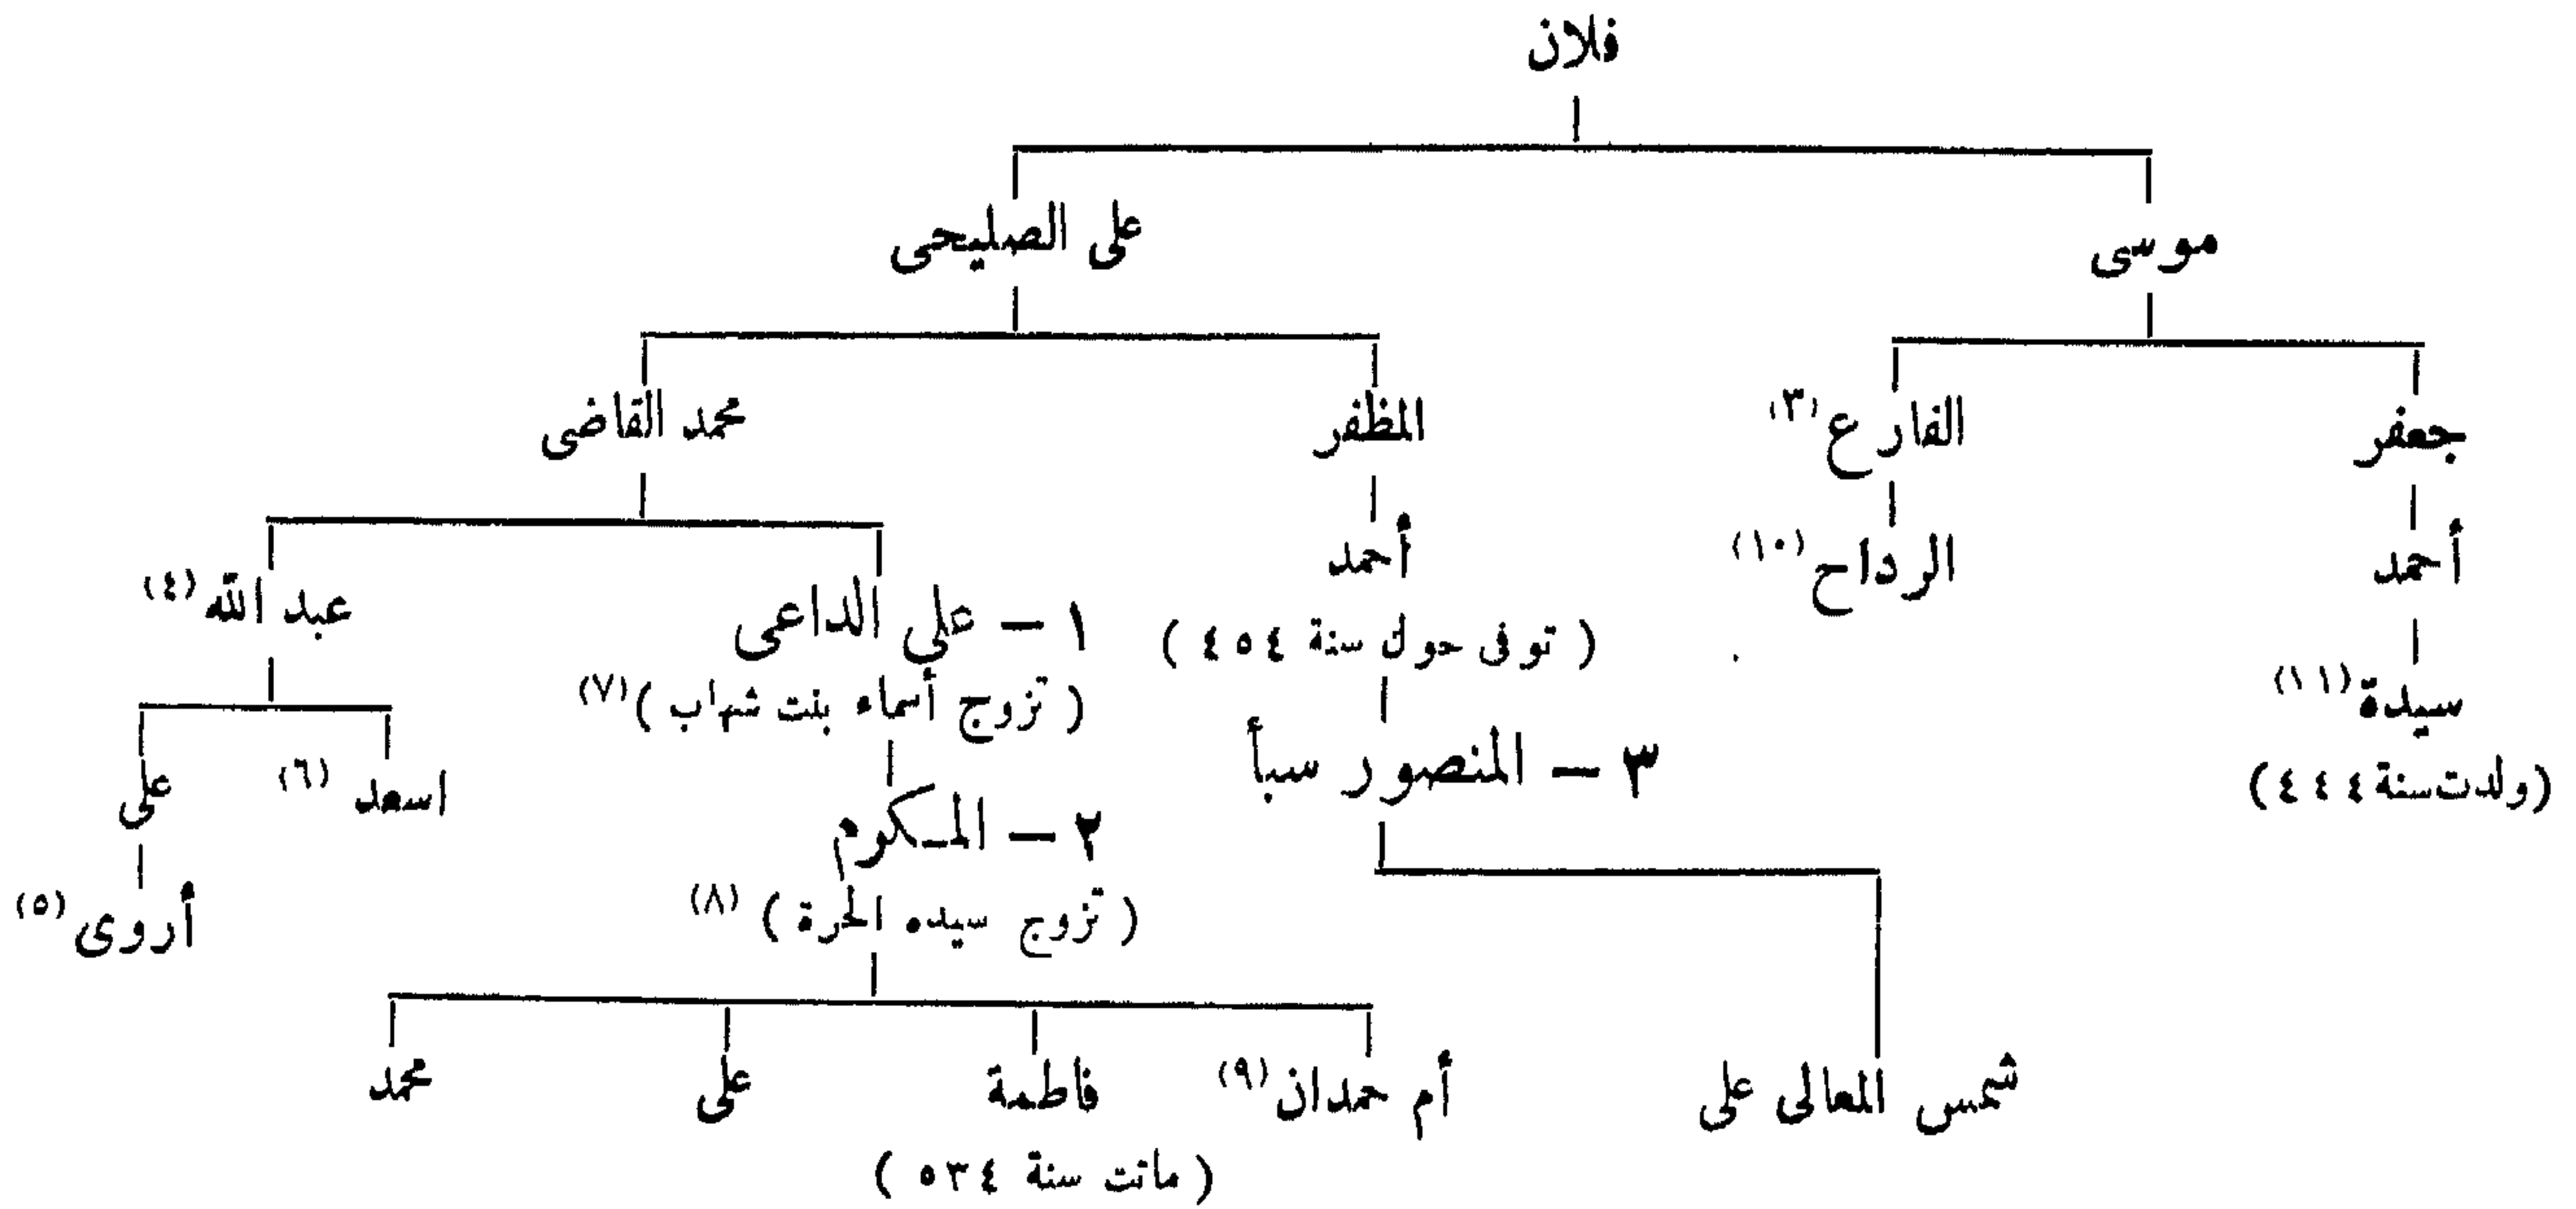 فلان
موسى
على الصليحى
جعفر
الفارع (٣)
المظفر
محمد القاضى
أحمد
الرداح (١٠)
أحمد
(توفى حوك سنة ٤٥٤)
١ — على الداعى
(تزوج أسماء بنت شهاب) (٧)
عبد الله (٤)
سيدة (١١)
(ولدت سنة ٤٤٤)
٣ — المنصور سبأ
٢ — المكوم
(تزوج سيده الحرة) (٨)
اسعد (٦)
على
أروى (٥)
شمس المعالى على
أم حمدان (٩)
فاطمة
(ماتت سنة ٥٣٤)
على
محمد